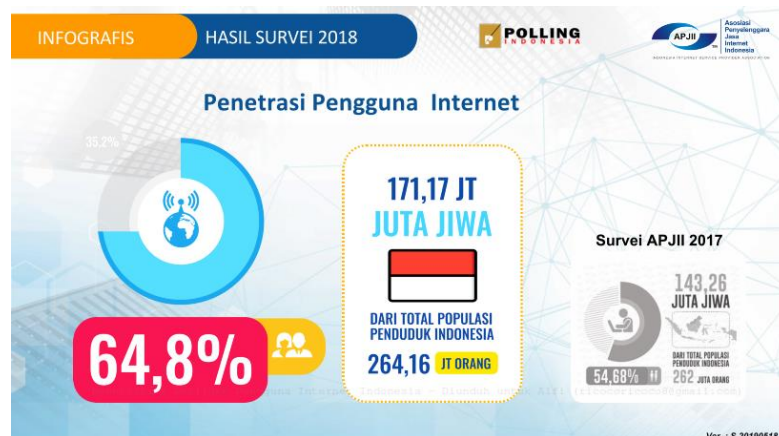 INFOGRAFIS
HASIL SURVEI 2018
POLLING
INDONESIA
APJII
Asosiasi
Penyelenggara
Jasa
Internet
Indonesia
Penetrasi Pengguna Internet
35,2%
171,17 JT
JUTA JIWA
DARI TOTAL POPULASI
PENDUDUK INDONESIA
264,16 JT ORANG
64,8%
Survei APJII 2017
143,26
JUTA JIWA
DARI TOTAL POPULASI
PENDUDUK INDONESIA
54,68%
262 JUTA ORANG